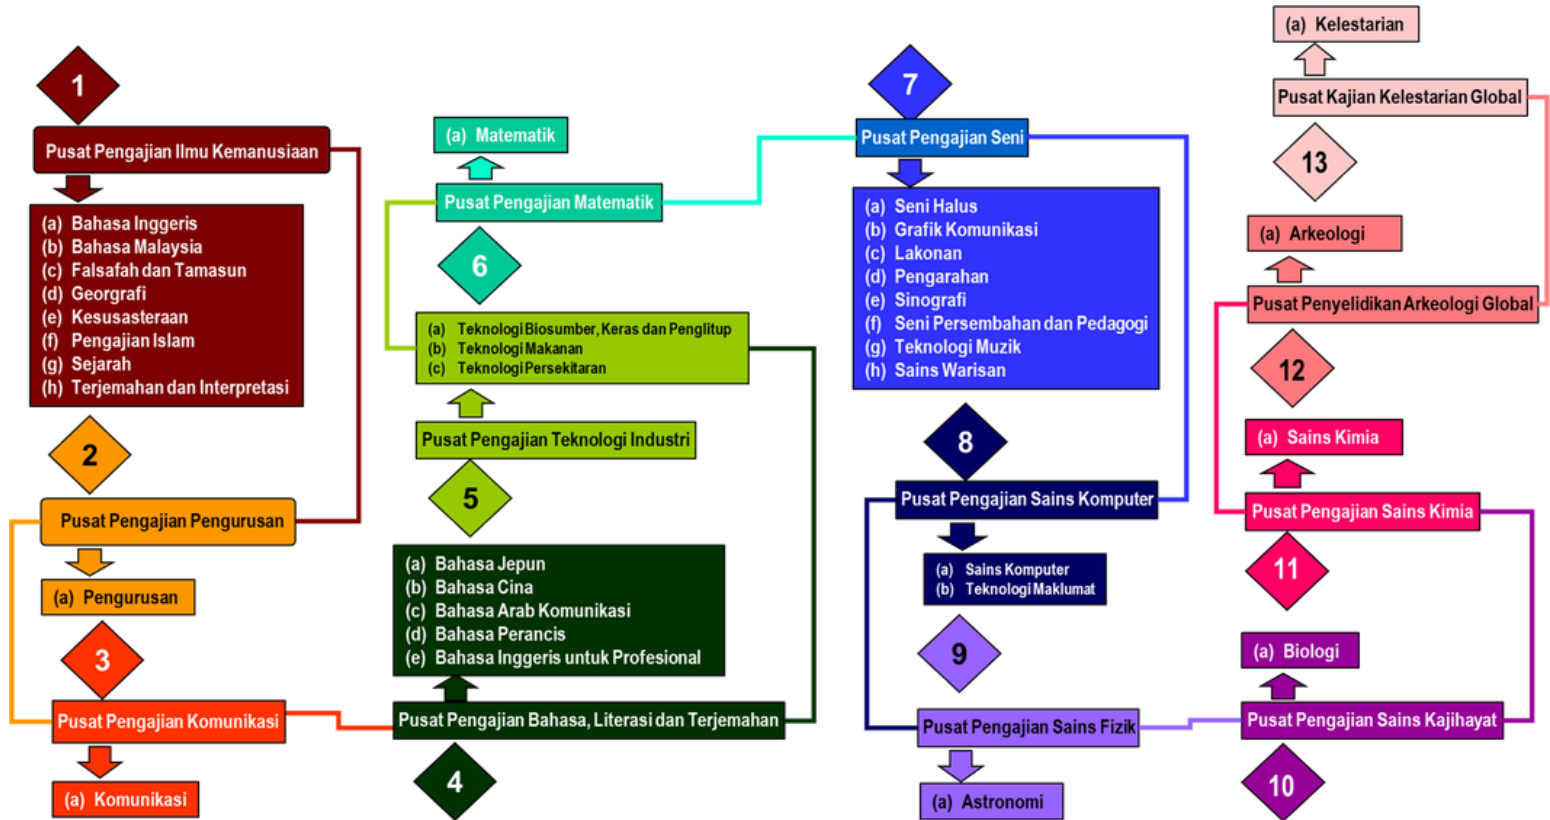 1
Pusat Pengajian Ilmu Kemanusiaan
(a) Bahasa Inggeris
(b) Bahasa Malaysia
(c) Falsafah dan Tamasun
(d) Georgrafi
(e) Kesusasteraan
(f) Pengajian Islam
(g) Sejarah
(h) Terjemahan dan Interpretasi
2
Pusat Pengajian Pengurusan
(a) Pengurusan
3
Pusat Pengajian Komunikasi
(a) Komunikasi
(a) Matematik
Pusat Pengajian Matematik
6
(a) Teknologi Biosumber, Keras dan Penglitup
(b) Teknologi Makanan
(c) Teknologi Persekitaran
Pusat Pengajian Teknologi Industri
5
(a) Bahasa Jepun
(b) Bahasa Cina
(c) Bahasa Arab Komunikasi
(d) Bahasa Perancis
(e) Bahasa Inggeris untuk Profesional
Pusat Pengajian Bahasa, Literasi dan Terjemahan
4
7
Pusat Pengajian Seni
(a) Seni Halus
(b) Grafik Komunikasi
(c) Lakonan
(d) Pengarahan
(e) Sinografi
(f) Seni Persembahan dan Pedagogi
(g) Teknologi Muzik
(h) Sains Warisan
8
Pusat Pengajian Sains Komputer
(a) Sains Komputer
(b) Teknologi Maklumat
9
Pusat Pengajian Sains Fizik
(a) Astronomi
(a) Kelestarian
Pusat Kajian Kelestarian Global
13
(a) Arkeologi
Pusat Penyelidikan Arkeologi Global
12
(a) Sains Kimia
Pusat Pengajian Sains Kimia
11
(a) Biologi
Pusat Pengajian Sains Kajihayat
10